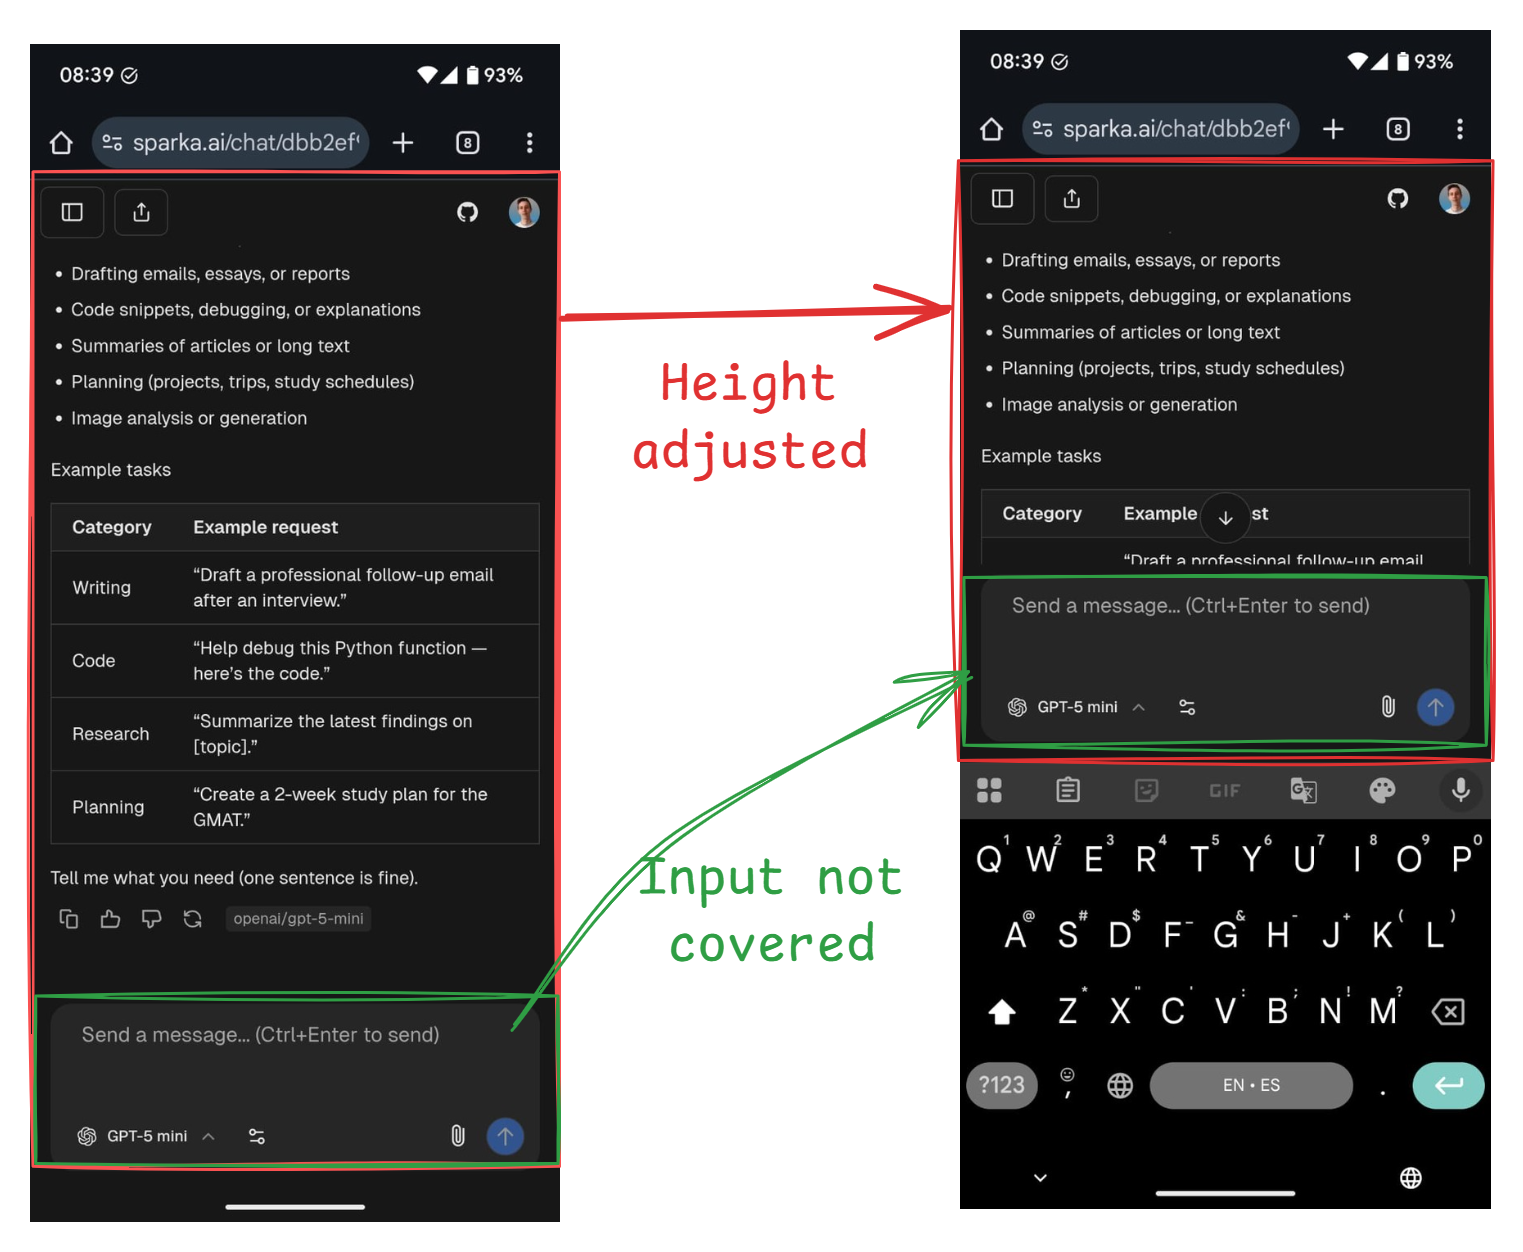 08:39
93%
sparka.ai/chat/dbb2ef
8
• Drafting emails, essays, or reports
• Code snippets, debugging, or explanations
• Summaries of articles or long text
• Planning (projects, trips, study schedules)
• Image analysis or generation
Example tasks
Category Example request
Writing
“Draft a professional follow-up email
after an interview.”
Code
“Help debug this Python function —
here’s the code.”
Research
“Summarize the latest findings on
[topic].”
Planning
“Create a 2-week study plan for the
GMAT.”
Tell me what you need (one sentence is fine).
openai/gpt-5-mini
Send a message... (Ctrl+Enter to send)
GPT-5 mini
Height
adjusted
Input not
covered
08:39
93%
sparka.ai/chat/dbb2ef
8
• Drafting emails, essays, or reports
• Code snippets, debugging, or explanations
• Summaries of articles or long text
• Planning (projects, trips, study schedules)
• Image analysis or generation
Example tasks
Category Example st
“Draft a professional follow-up email
Send a message... (Ctrl+Enter to send)
GPT-5 mini
GIF
Q1 W2 E3 R4 T5 Y6 U7 I8 O9 P0
A@ S# D$ F_ G& H- J+ K( L)
Z* X" C' V: B; N! M?
?123 , EN • ES .